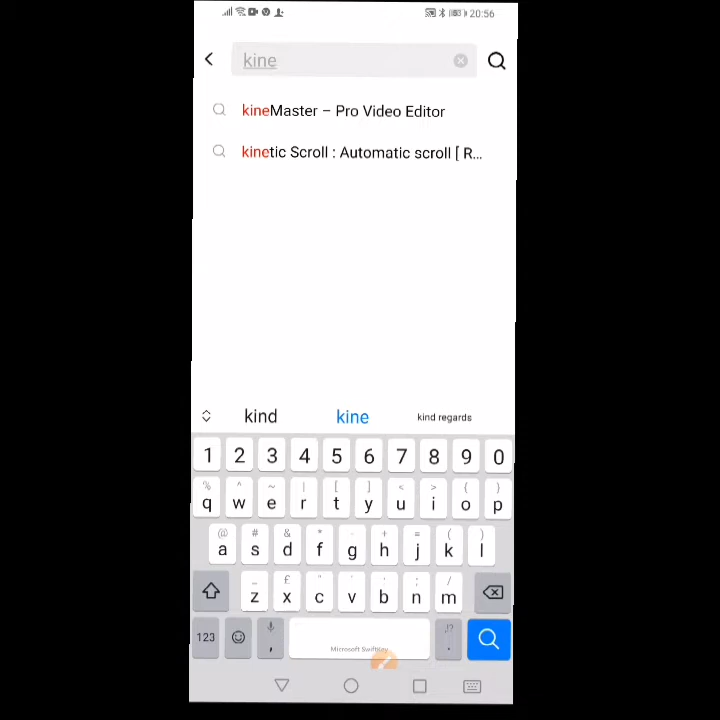 20:56
kine
kineMaster – Pro Video Editor
kinetic Scroll : Automatic scroll [ R...
kind kine kind regards
1 2 3 4 5 6 7 8 9 0
% ^ ~ | [ ] < > { }
q w e r t y u i o p
@ # & * - + = ( )
a s d f g h j k l
_ £ " ' : ; /
z x c v b n m
123 , Microsoft SwiftKey ,!? .